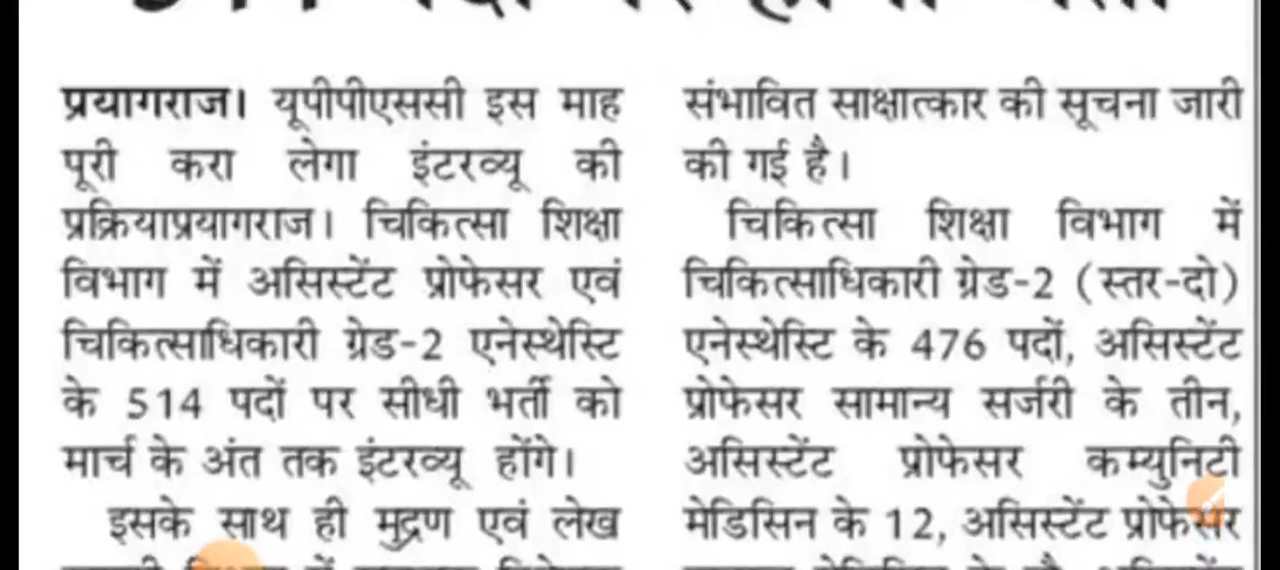 प्रयागराज। यूपीपीएससी इस माह
पूरी करा लेगा इंटरव्यू की
प्रक्रियाप्रयागराज। चिकित्सा शिक्षा
विभाग में असिस्टेंट प्रोफेसर एवं
चिकित्साधिकारी ग्रेड-2 एनेस्थेस्टि
के 514 पदों पर सीधी भर्ती को
मार्च के अंत तक इंटरव्यू होंगे।
इसके साथ ही मुद्रण एवं लेख
संभावित साक्षात्कार की सूचना जारी
की गई है।
चिकित्सा शिक्षा विभाग में
चिकित्साधिकारी ग्रेड-2 (स्तर-दो)
एनेस्थेस्टि के 476 पदों, असिस्टेंट
प्रोफेसर सामान्य सर्जरी के तीन,
असिस्टेंट प्रोफेसर कम्युनिटी
मेडिसिन के 12, असिस्टेंट प्रोफेसर